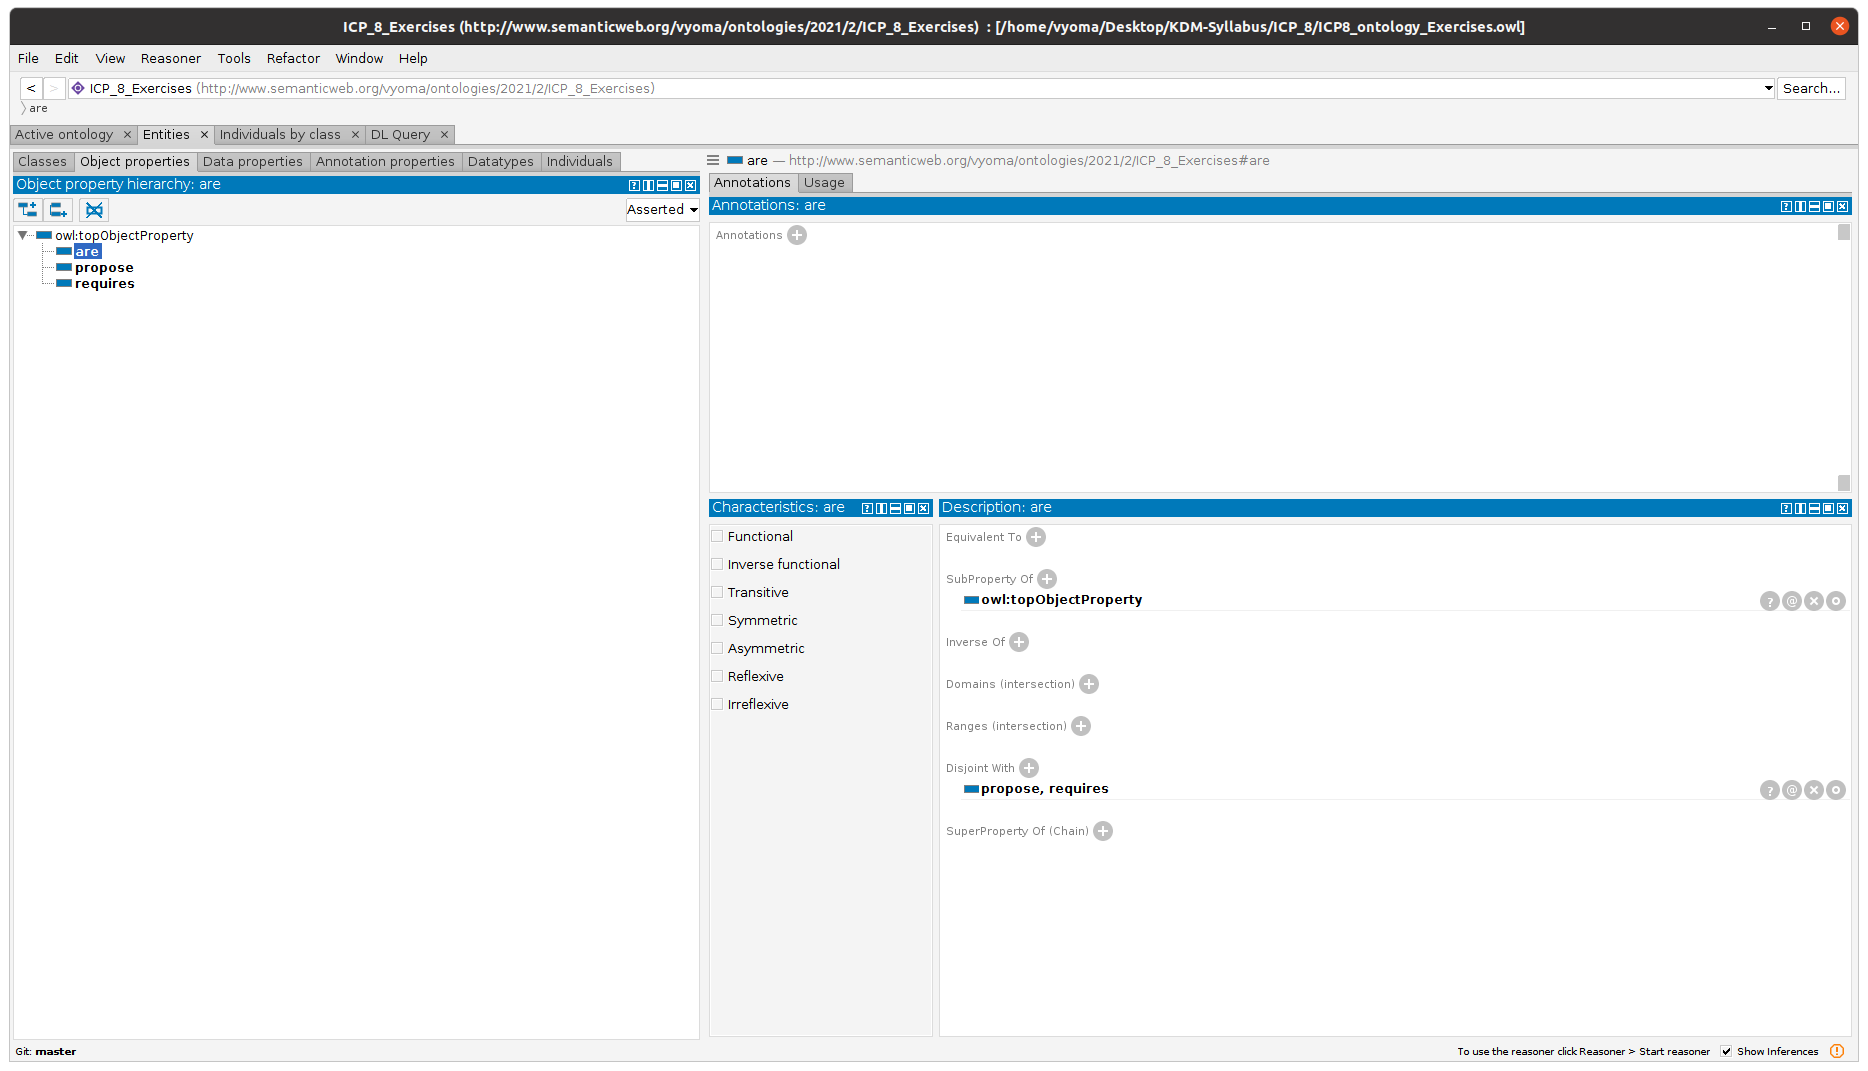 ICP_8_Exercises (http://www.semanticweb.org/vyoma/ontologies/2021/2/ICP_8_Exercises) : [/home/vyoma/Desktop/KDM-Syllabus/ICP_8/ICP8_ontology_Exercises.owl]
File Edit View Reasoner Tools Refactor Window Help
< > ICP_8_Exercises (http://www.semanticweb.org/vyoma/ontologies/2021/2/ICP_8_Exercises) Search...
are
Active ontology × Entities × Individuals by class × DL Query ×
Classes Object properties Data properties Annotation properties Datatypes Individuals
Object property hierarchy: are
Asserted
owl:topObjectProperty
are
propose
requires
are — http://www.semanticweb.org/vyoma/ontologies/2021/2/ICP_8_Exercises#are
Annotations Usage
Annotations: are
Annotations
Characteristics: are
Functional
Inverse functional
Transitive
Symmetric
Asymmetric
Reflexive
Irreflexive
Description: are
Equivalent To
SubProperty Of
owl:topObjectProperty
Inverse Of
Domains (intersection)
Ranges (intersection)
Disjoint With
propose, requires
SuperProperty Of (Chain)
Git: master
To use the reasoner click Reasoner > Start reasoner Show Inferences